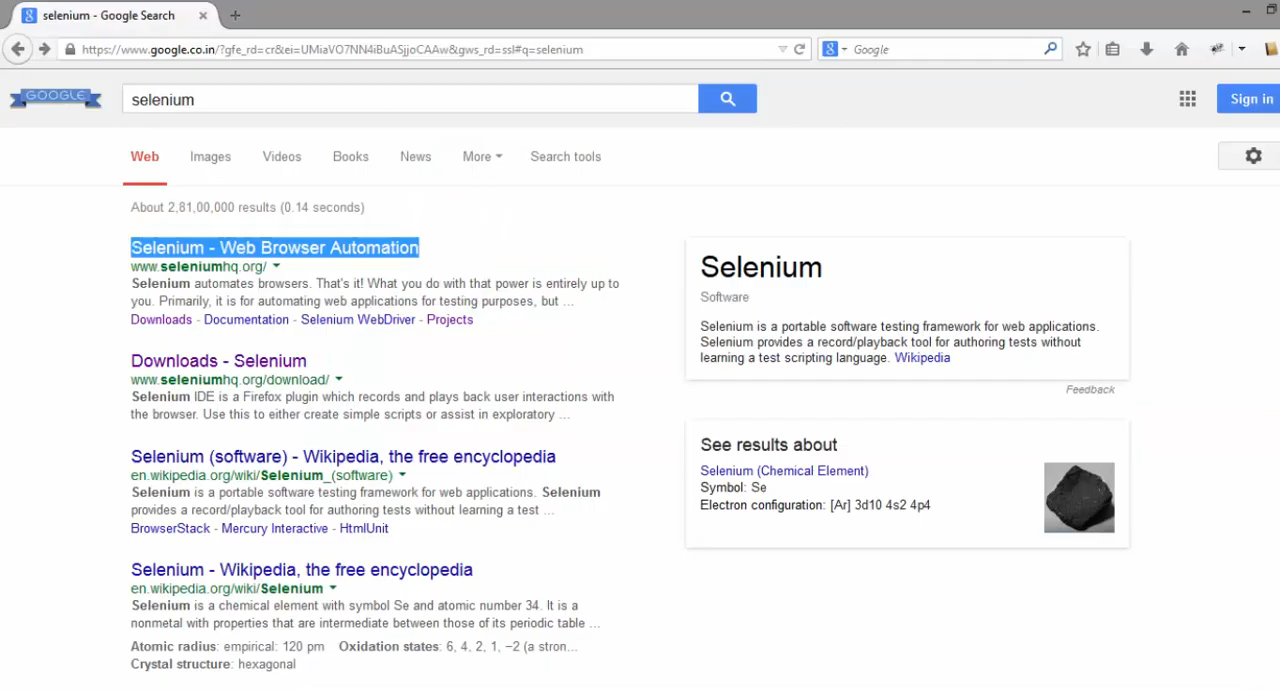 selenium - Google Search
https://www.google.co.in/?gfe_rd=cr&ei=UMiaVO7NN4iBuASjjoCAAw&gws_rd=ssl#q=selenium
Google
GOOGLE
selenium
Sign in
Web Images Videos Books News More Search tools
About 2,81,00,000 results (0.14 seconds)
Selenium - Web Browser Automation
www.seleniumhq.org/
Selenium automates browsers. That's it! What you do with that power is entirely up to
you. Primarily, it is for automating web applications for testing purposes, but ...
Downloads - Documentation - Selenium WebDriver - Projects
Downloads - Selenium
www.seleniumhq.org/download/
Selenium IDE is a Firefox plugin which records and plays back user interactions with
the browser. Use this to either create simple scripts or assist in exploratory ...
Selenium (software) - Wikipedia, the free encyclopedia
en.wikipedia.org/wiki/Selenium_(software)
Selenium is a portable software testing framework for web applications. Selenium
provides a record/playback tool for authoring tests without learning a test ...
BrowserStack - Mercury Interactive - HtmlUnit
Selenium - Wikipedia, the free encyclopedia
en.wikipedia.org/wiki/Selenium
Selenium is a chemical element with symbol Se and atomic number 34. It is a
nonmetal with properties that are intermediate between those of its periodic table ...
Atomic radius: empirical: 120 pm Oxidation states: 6, 4, 2, 1, −2 (a stron...
Crystal structure: hexagonal
Selenium
Software
Selenium is a portable software testing framework for web applications.
Selenium provides a record/playback tool for authoring tests without
learning a test scripting language. Wikipedia
Feedback
See results about
Selenium (Chemical Element)
Symbol: Se
Electron configuration: [Ar] 3d10 4s2 4p4